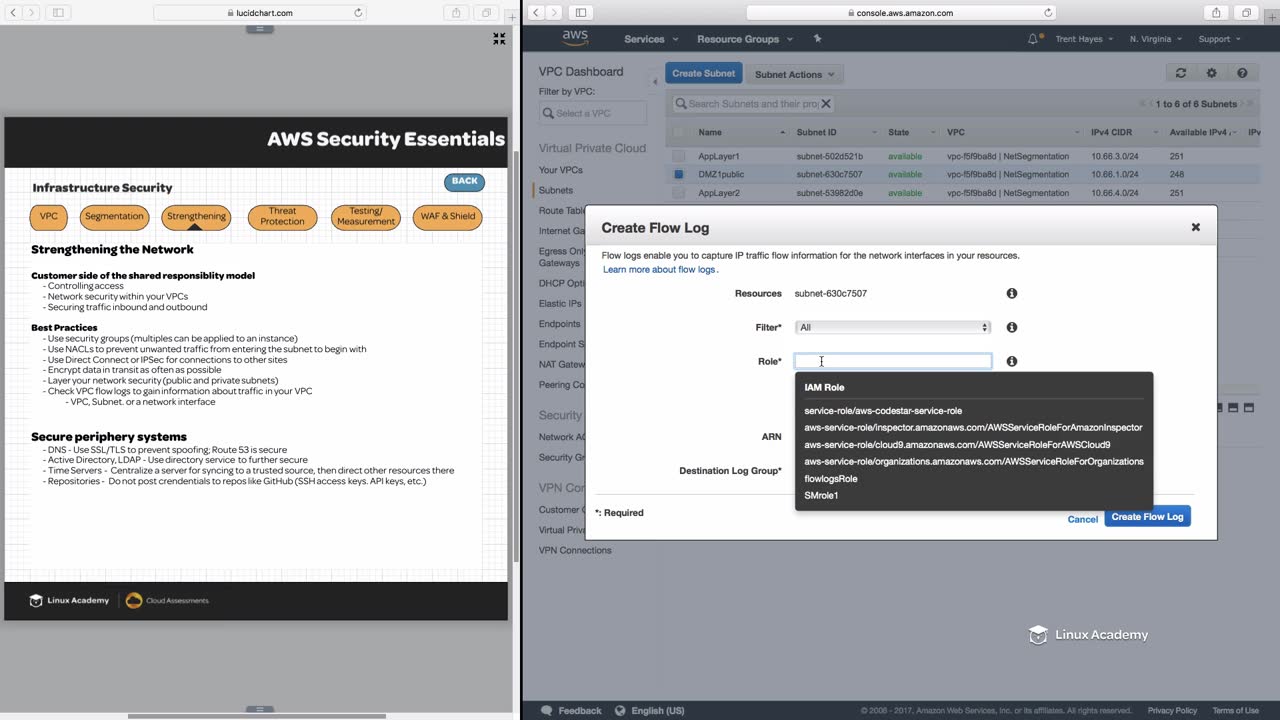 lucidchart.com
AWS Security Essentials
Infrastructure Security
BACK
VPC
Segmentation
Strengthening
Threat
Protection
Testing/
Measurement
WAF & Shield
Strengthening the Network
Customer side of the shared responsiblity model
- Controlling access
- Network security within your VPCs
- Securing traffic inbound and outbound
Best Practices
- Use security groups (multiples can be applied to an instance)
- Use NACLs to prevent unwanted traffic from entering the subnet to begin with
- Use Direct Connect or IPSec for connections to other sites
- Encrypt data in transit as often as possible
- Layer your network security (public and private subnets)
- Check VPC flow logs to gain information about traffic in your VPC
- VPC, Subnet. or a network interface
Secure periphery systems
- DNS - Use SSL/TLS to prevent spoofing; Route 53 is secure
- Active Directory, LDAP - Use directory service to further secure
- Time Servers - Centralize a server for syncing to a trusted source, then direct other resources there
- Repositories - Do not post crendentials to repos like GitHub (SSH access keys. API keys, etc.)
Linux Academy
Cloud Assessments
console.aws.amazon.com
aws
Services
Resource Groups
Trent Hayes
N. Virginia
Support
VPC Dashboard
Filter by VPC:
Select a VPC
Virtual Private Cloud
Your VPCs
Subnets
Route Table
Internet Ga
Egress Only
Gateways
DHCP Opti
Elastic IPs
Endpoints
Endpoint S
NAT Gatew
Peering Co
Security
Network AC
Security Gr
VPN Con
Customer G
Virtual Priva
VPN Connections
Create Subnet
Subnet Actions
Search Subnets and their pro
1 to 6 of 6 Subnets
Name Subnet ID State VPC IPv4 CIDR Available IPv4 IPv
AppLayer1 subnet-502d521b available vpc-f5f9ba8d | NetSegmentation 10.66.3.0/24 251
DMZ1public subnet-630c7507 available vpc-f5f9ba8d | NetSegmentation 10.66.1.0/24 248
AppLayer2 subnet-53982d0e available vpc-f5f9ba8d | NetSegmentation 10.66.4.0/24 251
Create Flow Log
Flow logs enable you to capture IP traffic flow information for the network interfaces in your resources.
Learn more about flow logs.
Resources subnet-630c7507
Filter* All
Role*
IAM Role
service-role/aws-codestar-service-role
aws-service-role/inspector.amazonaws.com/AWSServiceRoleForAmazonInspector
aws-service-role/cloud9.amazonaws.com/AWSServiceRoleForAWSCloud9
aws-service-role/organizations.amazonaws.com/AWSServiceRoleForOrganizations
flowlogsRole
SMrole1
ARN
Destination Log Group*
*: Required
Cancel
Create Flow Log
Linux Academy
Feedback
English (US)
© 2008 - 2017, Amazon Web Services, Inc. or its affiliates. All rights reserved.
Privacy Policy
Terms of Use